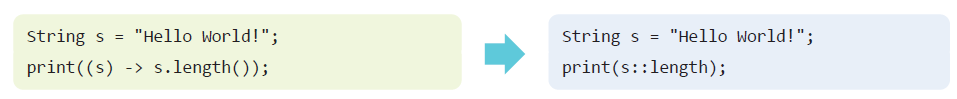 String s = "Hello World!";
print((s) -> s.length());
String s = "Hello World!";
print(s::length);